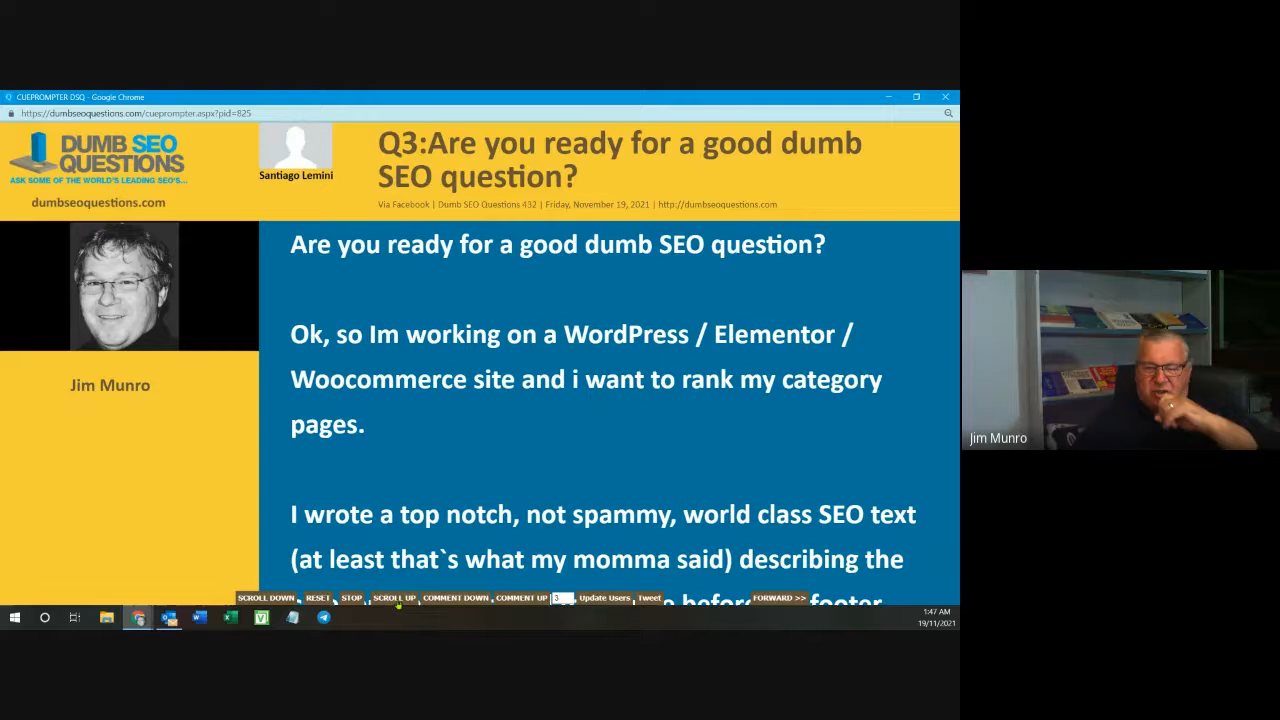 CUEPROMPTER DSQ - Google Chrome
https://dumbseoquestions.com/cueprompter.aspx?pid=825
DUMB SEO
QUESTIONS
ASK SOME OF THE WORLD'S LEADING SEO'S...
dumbseoquestions.com
Santiago Lemini
Q3:Are you ready for a good dumb
SEO question?
Via Facebook | Dumb SEO Questions 432 | Friday, November 19, 2021 | http://dumbseoquestions.com
Jim Munro
Are you ready for a good dumb SEO question?
Ok, so Im working on a WordPress / Elementor /
Woocommerce site and i want to rank my category
pages.
I wrote a top notch, not spammy, world class SEO text
(at least that`s what my momma said) describing the
before footer
SCROLL DOWN RESET STOP SCROLL UP COMMENT DOWN COMMENT UP 3 Update Users Tweet FORWARD >>
1:47 AM
19/11/2021
Jim Munro